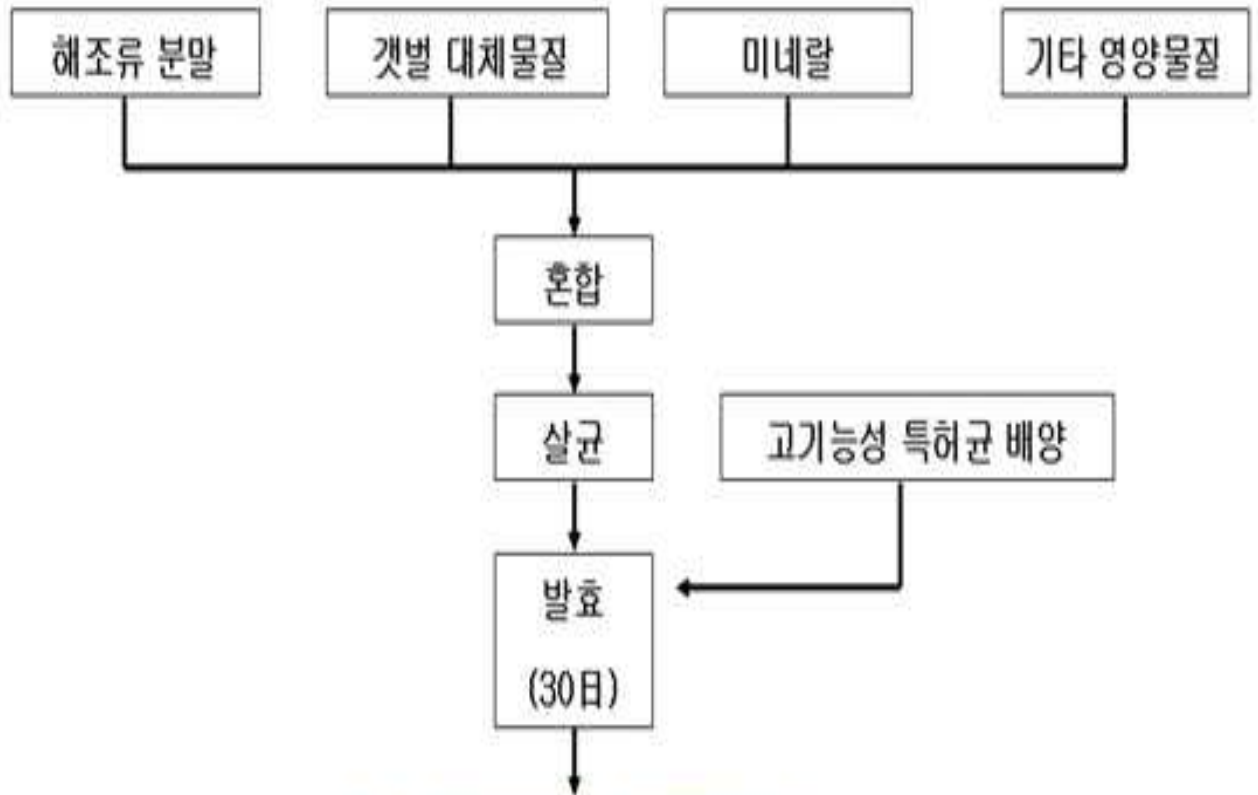 해조류 분말
갯벌 대체물질
미네랄
기타 영양물질
혼합
살균
고기능성 특허균 배양
발효
(30日)